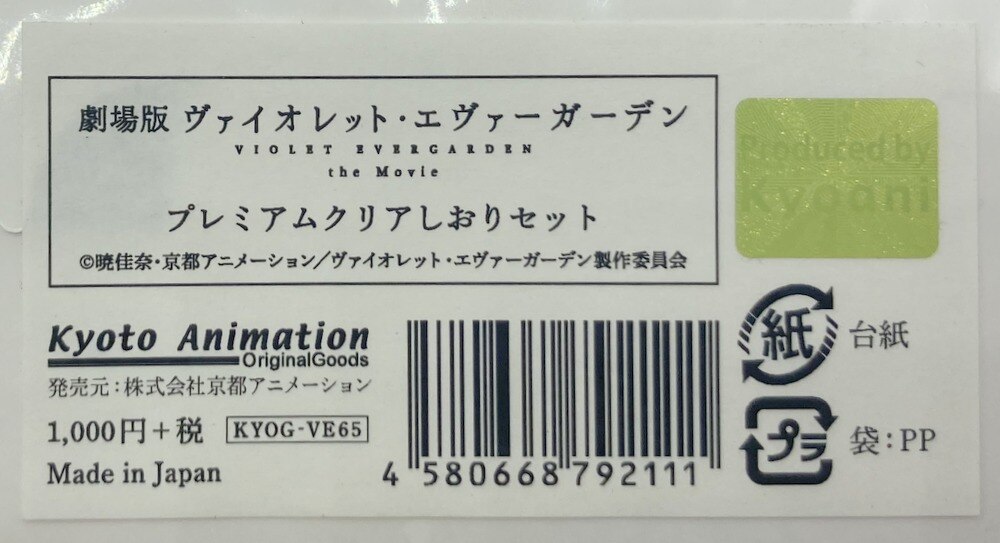 劇場版 ヴァイオレット・エヴァーガーデン
VIOLET EVERGARDEN
the Movie
プレミアムクリアしおりセット
©暁佳奈・京都アニメーション/ヴァイオレット・エヴァーガーデン製作委員会
Produced by
Kyoani
Kyoto Animation
OriginalGoods
発売元:株式会社京都アニメーション
1,000円+税 KYOG-VE65
Made in Japan
4 580668 792111
紙 台紙
プラ 袋:PP